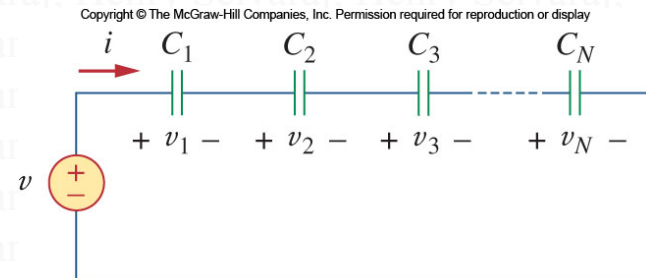 Copyright © The McGraw-Hill Companies, Inc. Permission required for reproduction or display
i C1 C2 C3 CN
+ v1 − + v2 − + v3 − + vN −
v + −